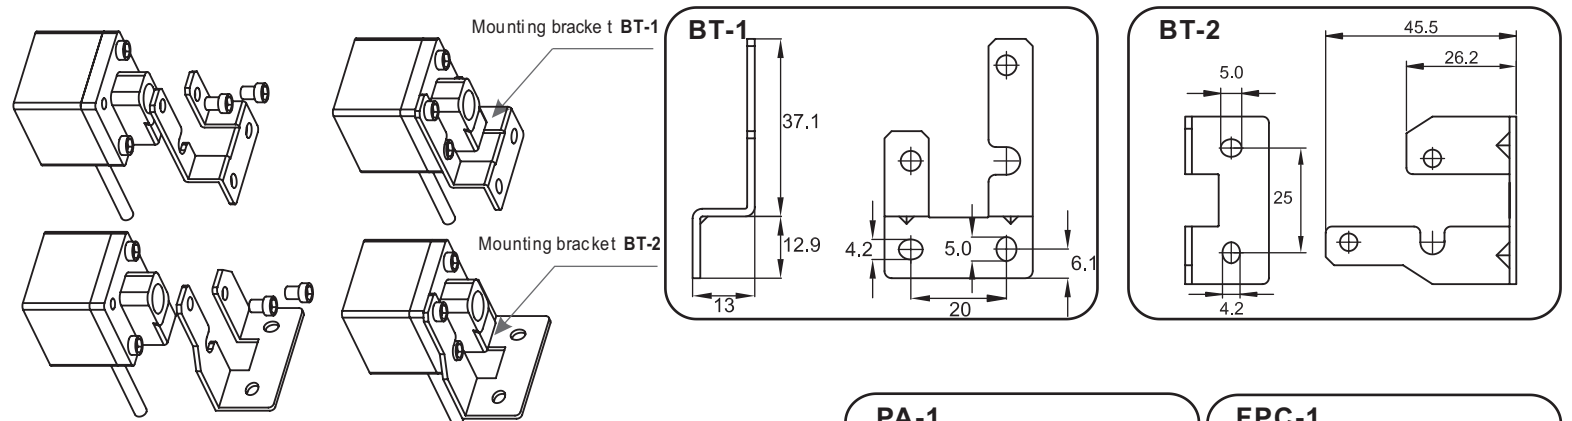 Mounting bracket BT-1
Mounting bracket BT-2
BT-1
37.1
12.9
13
4.2
5.0
6.1
20
BT-2
45.5
26.2
5.0
25
4.2
PA-1
EPC-1